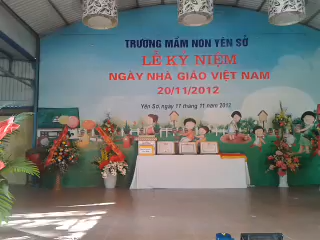 TRƯỜNG MẦM NON YÊN SỞ
LỄ KỶ NIỆM
NGÀY NHÀ GIÁO VIỆT NAM
20/11/2012
Yên Sở, ngày 17 tháng 11 năm 2012